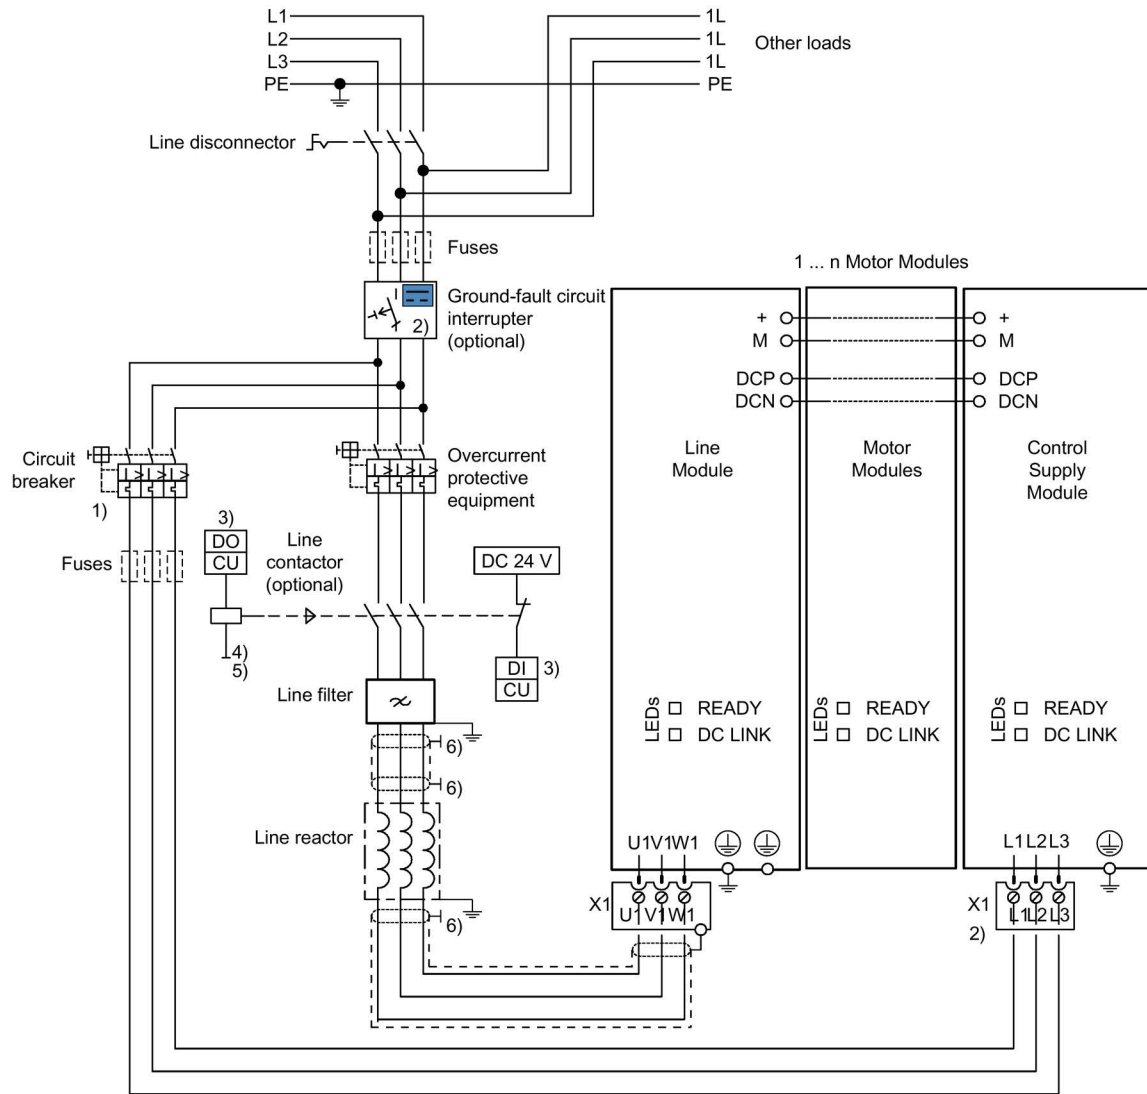 L1
L2
L3
PE
1L
1L
1L
PE
Other loads
Line disconnector
Fuses
Ground-fault circuit
interrupter
(optional)
2)
1 ... n Motor Modules
+
M
DCP
DCN
+
M
DCP
DCN
Line
Module
Motor
Modules
Control
Supply
Module
Circuit
breaker
1)
Overcurrent
protective
equipment
Fuses
3)
DO
CU
Line
contactor
(optional)
DC 24 V
4)
5)
DI
CU
3)
Line filter
6)
6)
Line reactor
6)
LEDs
READY
DC LINK
LEDs
READY
DC LINK
LEDs
READY
DC LINK
U1 V1 W1
X1
U1 V1 W1
L1 L2 L3
X1
2)
L1 L2 L3